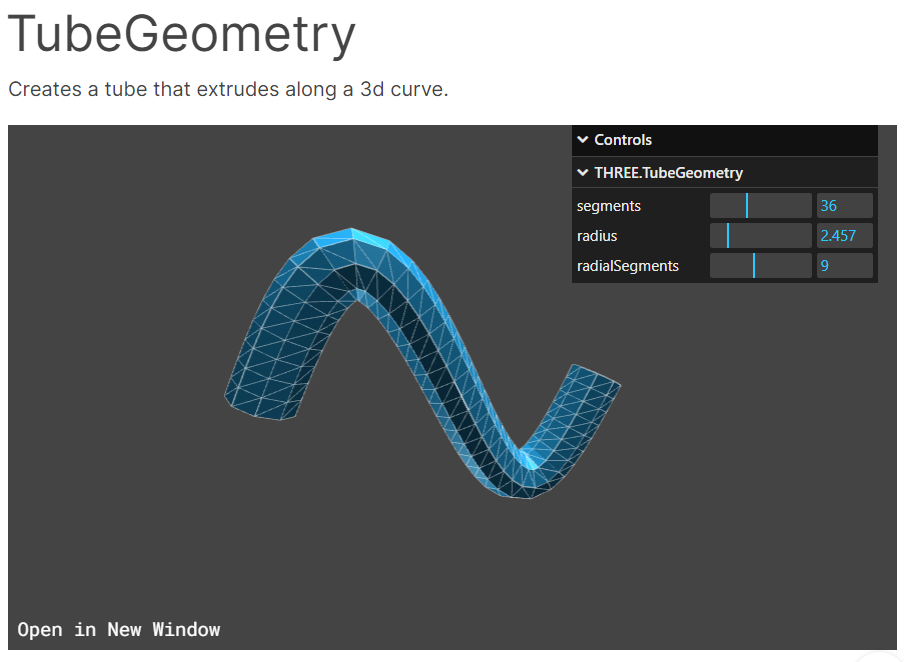 TubeGeometry
Creates a tube that extrudes along a 3d curve.
Controls
THREE.TubeGeometry
segments 36
radius 2.457
radialSegments 9
Open in New Window